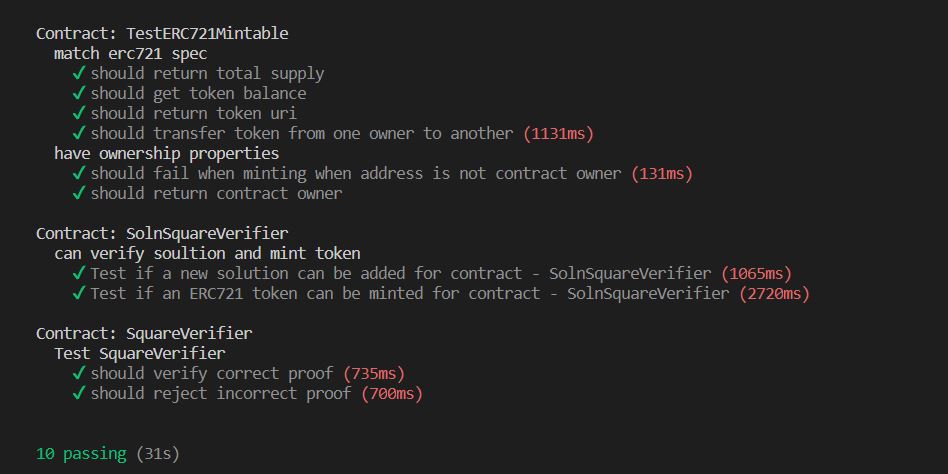 Contract: TestERC721Mintable
match erc721 spec
✓ should return total supply
✓ should get token balance
✓ should return token uri
✓ should transfer token from one owner to another (1131ms)
have ownership properties
✓ should fail when minting when address is not contract owner (131ms)
✓ should return contract owner
Contract: SolnSquareVerifier
can verify soultion and mint token
✓ Test if a new solution can be added for contract - SolnSquareVerifier (1065ms)
✓ Test if an ERC721 token can be minted for contract - SolnSquareVerifier (2720ms)
Contract: SquareVerifier
Test SquareVerifier
✓ should verify correct proof (735ms)
✓ should reject incorrect proof (700ms)
10 passing (31s)